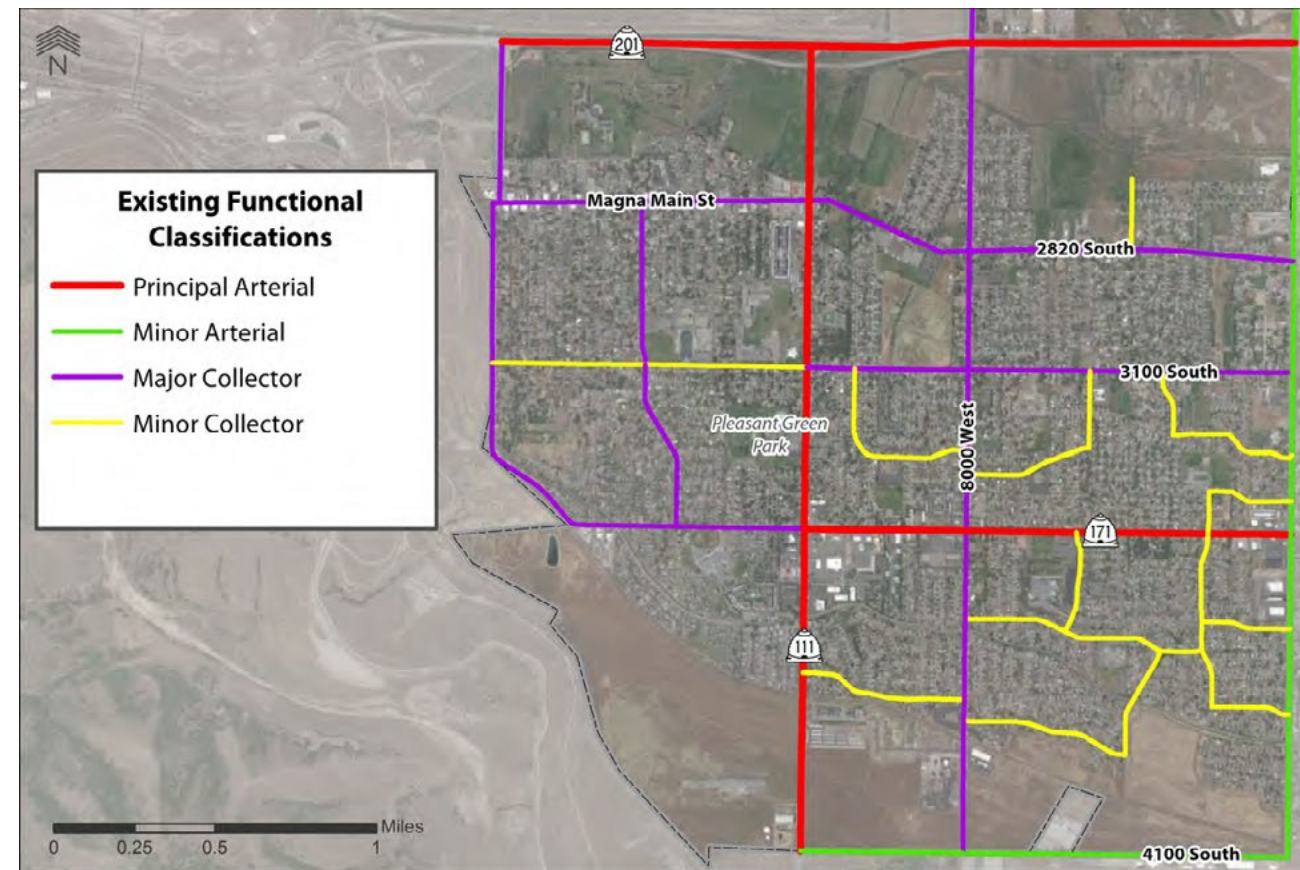 N
201
Existing Functional
Classifications
Principal Arterial
Minor Arterial
Major Collector
Minor Collector
Magna Main St
2820 South
3100 South
Pleasant Green
Park
8000 West
171
111
Miles
0 0.25 0.5 1
4100 South